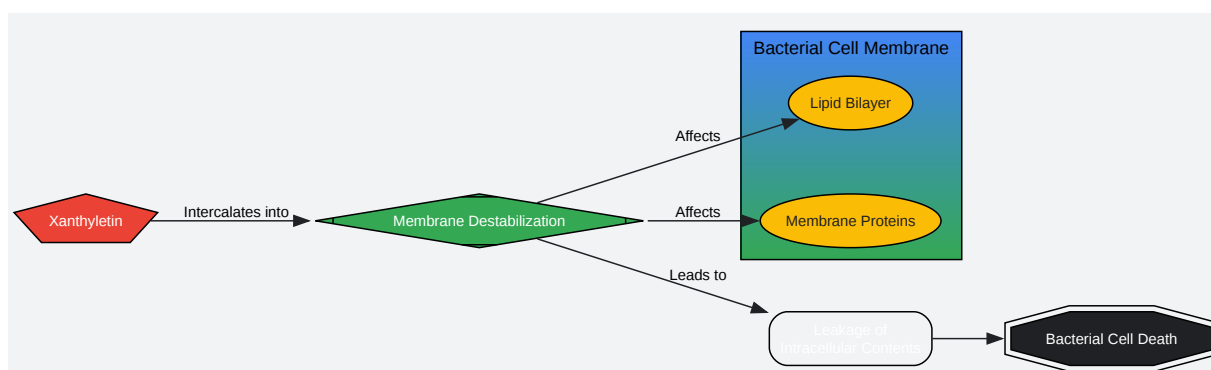 Bacterial Cell Membrane
Lipid Bilayer
Affects
Xanthyletin
Intercalates into
Membrane Destabilization
Affects
Membrane Proteins
Leads to
Leakage of
Intracellular Contents
Bacterial Cell Death